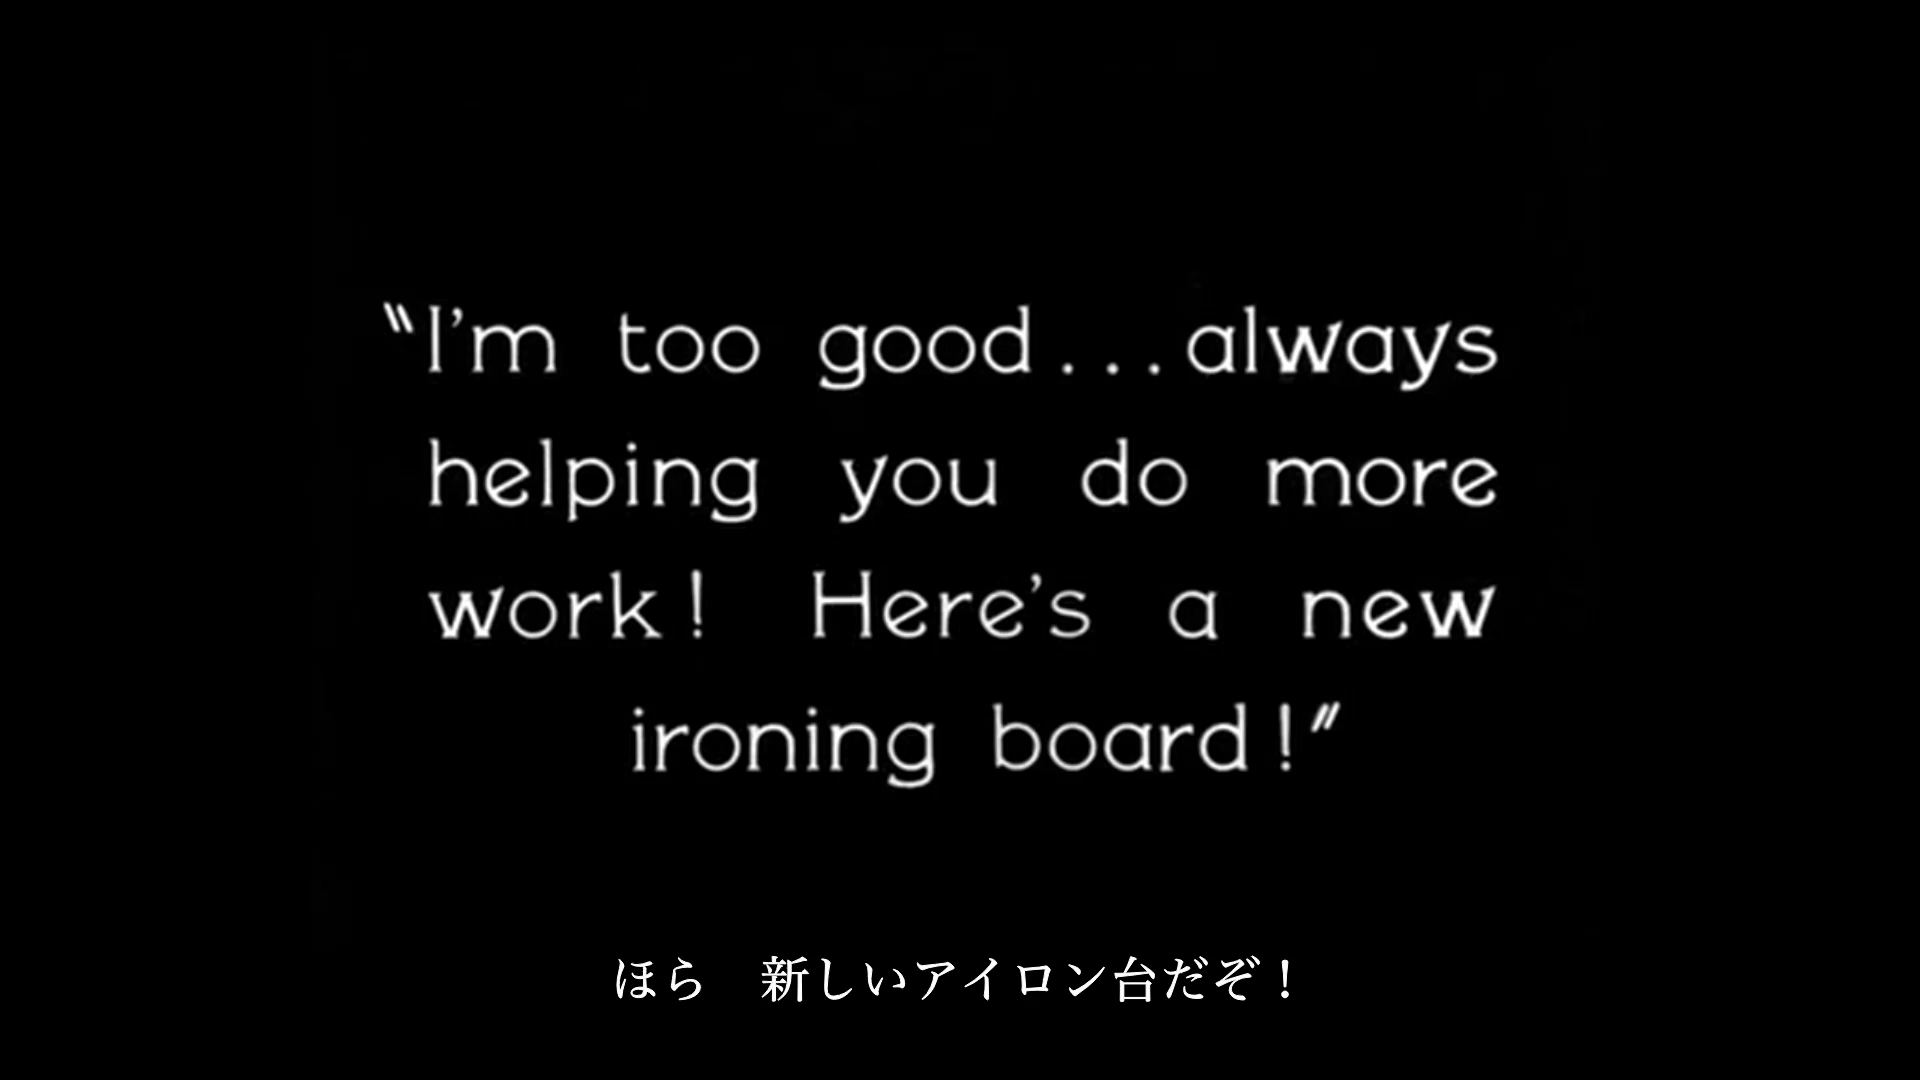 “I’m too good...always
helping you do more
work! Here’s a new
ironing board!”
ほら　新しいアイロン台だぞ！